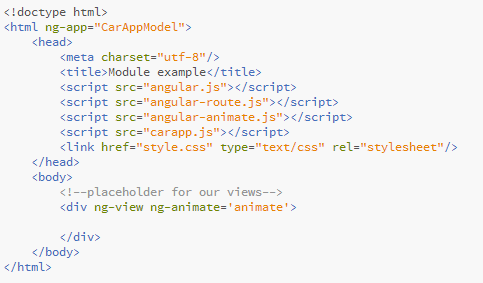 <!doctype html>
<html ng-app="CarAppModel">
    <head>
        <meta charset="utf-8"/>
        <title>Module example</title>
        <script src="angular.js"></script>
        <script src="angular-route.js"></script>
        <script src="angular-animate.js"></script>
        <script src="carapp.js"></script>
        <link href="style.css" type="text/css" rel="stylesheet"/>
    </head>
    <body>
        <!--placeholder for our views-->
        <div ng-view ng-animate='animate'>

        </div>
    </body>
</html>